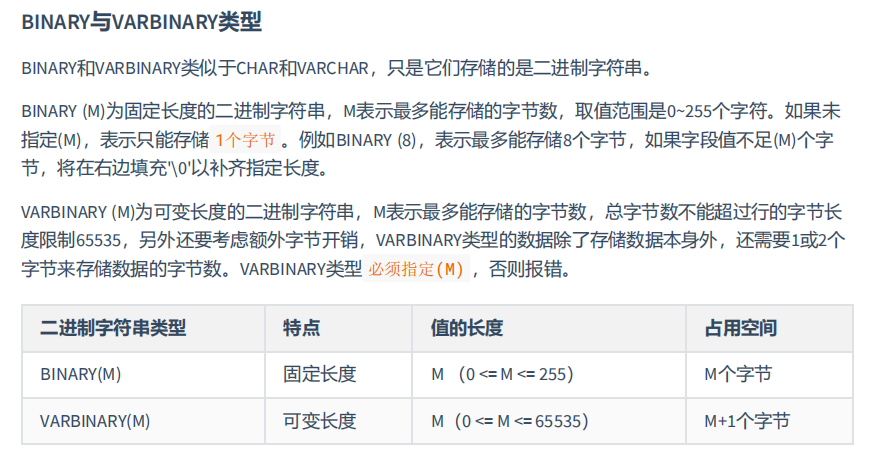 BINARY与VARBINARY类型
BINARY和VARBINARY类似于CHAR和VARCHAR，只是它们存储的是二进制字符串。
BINARY (M)为固定长度的二进制字符串，M表示最多能存储的字节数，取值范围是0~255个字符。如果未
指定(M)，表示只能存储 1个字节 。例如BINARY (8)，表示最多能存储8个字节，如果字段值不足(M)个字
节，将在右边填充'\0'以补齐指定长度。
VARBINARY (M)为可变长度的二进制字符串，M表示最多能存储的字节数，总字节数不能超过行的字节长
度限制65535，另外还要考虑额外字节开销，VARBINARY类型的数据除了存储数据本身外，还需要1或2个
字节来存储数据的字节数。VARBINARY类型 必须指定(M) ，否则报错。
二进制字符串类型 特点 值的长度 占用空间
BINARY(M) 固定长度 M （0 <= M <= 255） M个字节
VARBINARY(M) 可变长度 M（0 <= M <= 65535） M+1个字节